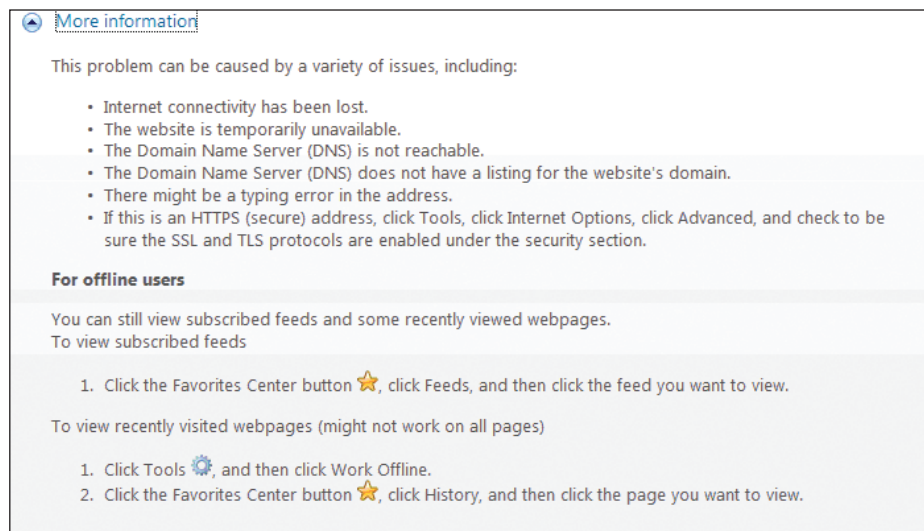 More information
This problem can be caused by a variety of issues, including:
• Internet connectivity has been lost.
• The website is temporarily unavailable.
• The Domain Name Server (DNS) is not reachable.
• The Domain Name Server (DNS) does not have a listing for the website's domain.
• There might be a typing error in the address.
• If this is an HTTPS (secure) address, click Tools, click Internet Options, click Advanced, and check to be
sure the SSL and TLS protocols are enabled under the security section.
For offline users
You can still view subscribed feeds and some recently viewed webpages.
To view subscribed feeds
1. Click the Favorites Center button , click Feeds, and then click the feed you want to view.
To view recently visited webpages (might not work on all pages)
1. Click Tools , and then click Work Offline.
2. Click the Favorites Center button , click History, and then click the page you want to view.